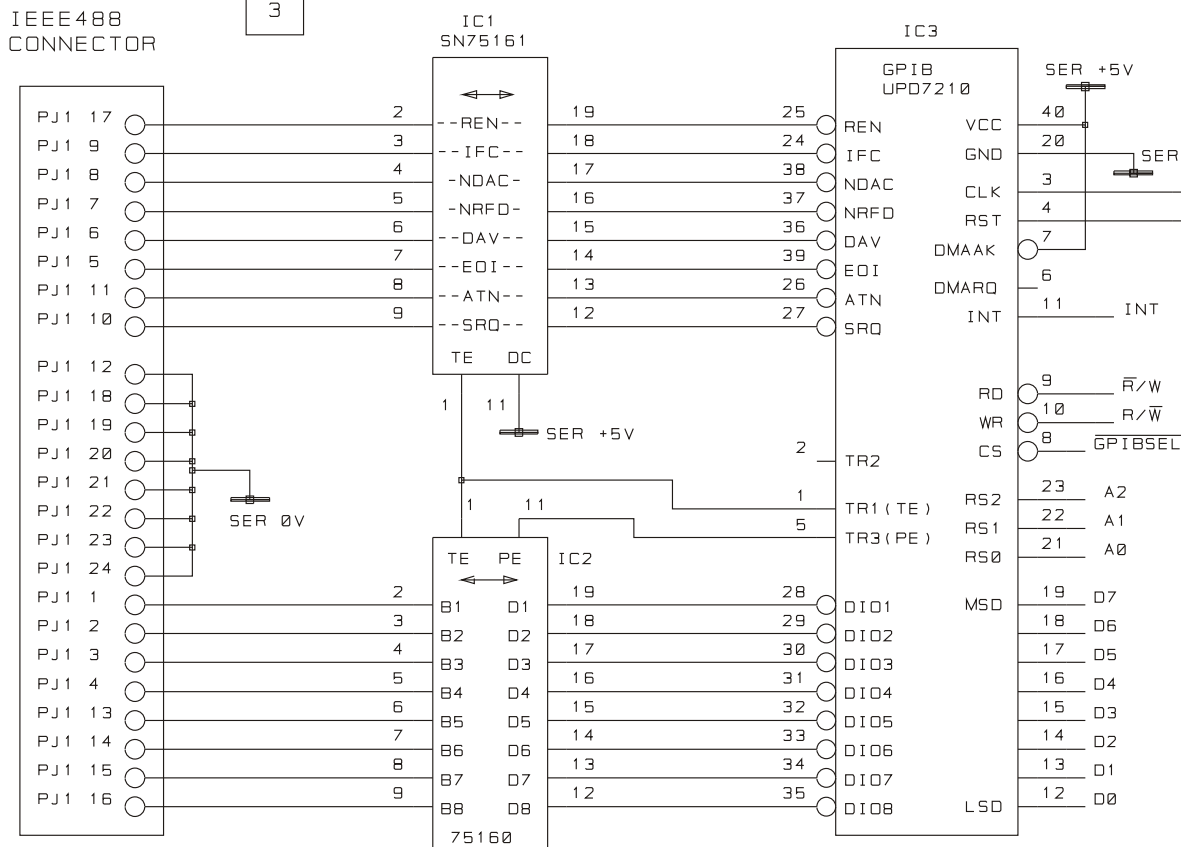 IEEE488
CONNECTOR
3
IC1
SN75161
IC3
GPIB
UPD7210
SER +5V
PJ1 17 2 --REN-- 19 25 REN VCC 40
PJ1 9 3 --IFC-- 18 24 IFC GND 20 SER
PJ1 8 4 -NDAC- 17 38 NDAC CLK 3
PJ1 7 5 -NRFD- 16 37 NRFD RST 4
PJ1 6 6 --DAV-- 15 36 DAV DMAAK 7
PJ1 5 7 --EOI-- 14 39 EOI DMARQ 6
PJ1 11 8 --ATN-- 13 26 ATN
PJ1 10 9 --SRQ-- 12 27 SRQ INT 11 INT
TE DC
PJ1 12
PJ1 18 1 11 RD 9 R̅/W
PJ1 19 SER +5V WR 10 R/W̅
PJ1 20 2 TR2 CS 8 G̅P̅I̅B̅S̅E̅L̅
PJ1 21 1 TR1(TE) RS2 23 A2
PJ1 22 SER 0V 1 11 5 TR3(PE) RS1 22 A1
PJ1 23 TE PE IC2 RS0 21 A0
PJ1 24
PJ1 1 2 B1 D1 19 28 DIO1 MSD 19 D7
PJ1 2 3 B2 D2 18 29 DIO2 18 D6
PJ1 3 4 B3 D3 17 30 DIO3 17 D5
PJ1 4 5 B4 D4 16 31 DIO4 16 D4
PJ1 13 6 B5 D5 15 32 DIO5 15 D3
PJ1 14 7 B6 D6 14 33 DIO6 14 D2
PJ1 15 8 B7 D7 13 34 DIO7 13 D1
PJ1 16 9 B8 D8 12 35 DIO8 LSD 12 D0
75160